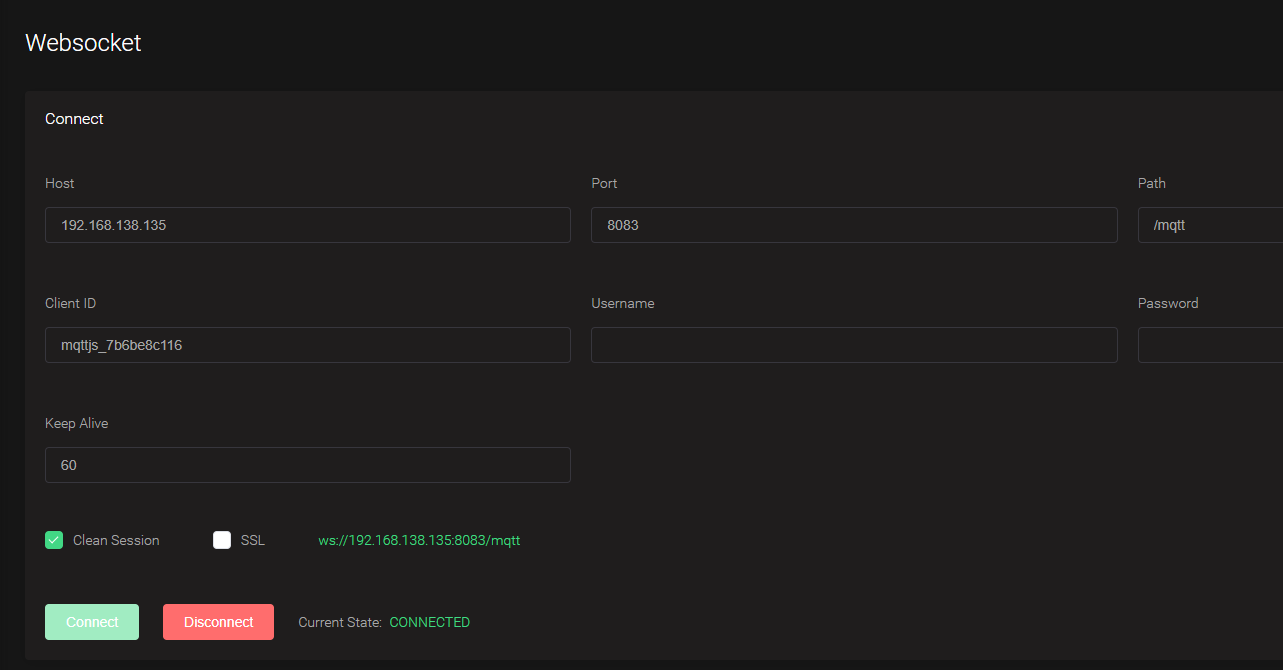 Websocket
Connect
Host Port Path
192.168.138.135 8083 /mqtt
Client ID Username Password
mqttjs_7b6be8c116
Keep Alive
60
Clean Session SSL ws://192.168.138.135:8083/mqtt
Connect Disconnect Current State: CONNECTED